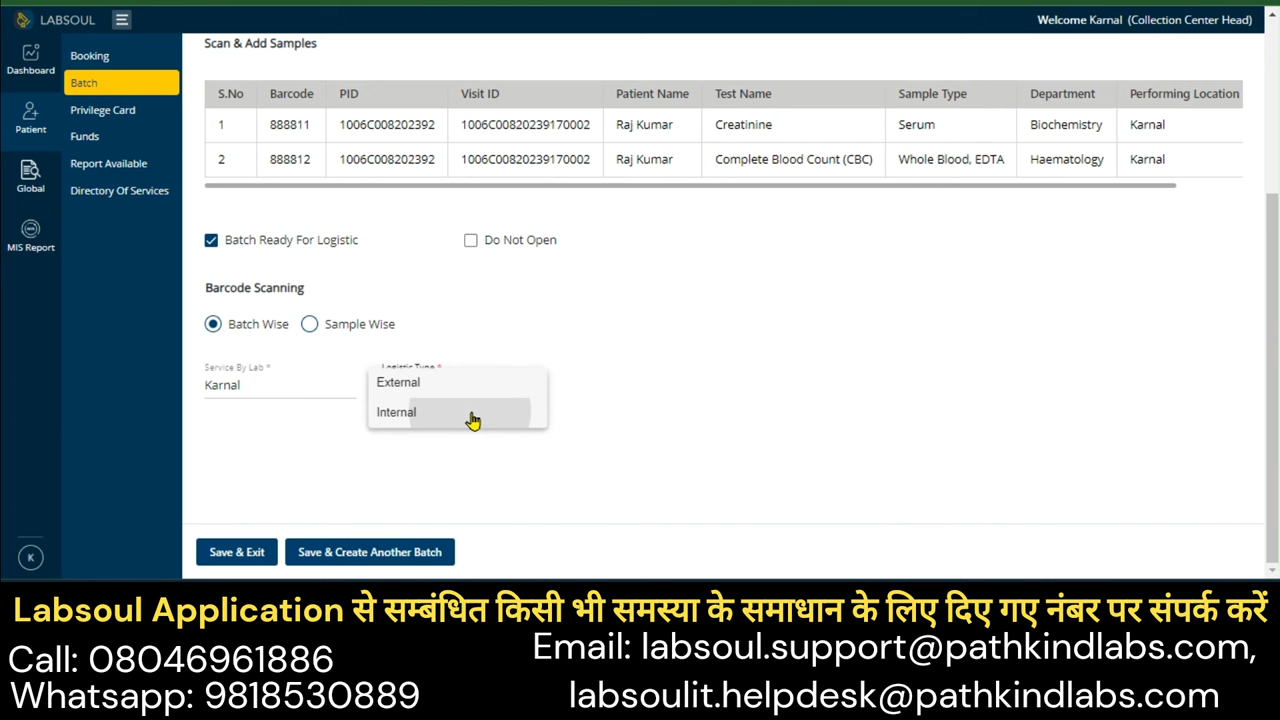 LABSOUL
Welcome Karnal (Collection Center Head)
Dashboard
Patient
Global
MIS Report
K
Booking
Batch
Privilege Card
Funds
Report Available
Directory Of Services
Scan & Add Samples
S.No Barcode PID Visit ID Patient Name Test Name Sample Type Department Performing Location
1 888811 1006C008202392 1006C00820239170002 Raj Kumar Creatinine Serum Biochemistry Karnal
2 888812 1006C008202392 1006C00820239170002 Raj Kumar Complete Blood Count (CBC) Whole Blood, EDTA Haematology Karnal
Batch Ready For Logistic Do Not Open
Barcode Scanning
Batch Wise Sample Wise
Service By Lab * Logistic Type *
Karnal
External
Internal
Save & Exit Save & Create Another Batch
Labsoul Application से सम्बंधित किसी भी समस्या के समाधान के लिए दिए गए नंबर पर संपर्क करें
Call: 08046961886
Whatsapp: 9818530889
Email: labsoul.support@pathkindlabs.com,
labsoulit.helpdesk@pathkindlabs.com